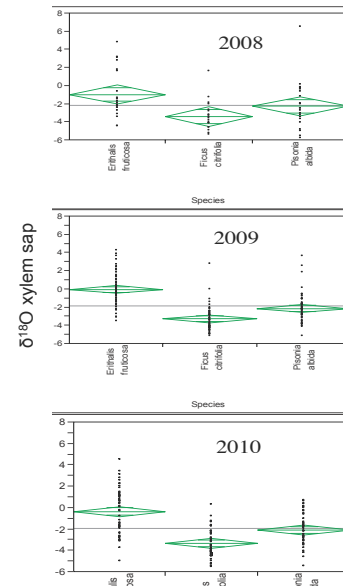 δ18O xylem sap
8
2008
6
4
2
0
-2
-4
-6
Erithalis
fruticosa
Ficus
citrifolia
Pisonia
albida
Species
8
2009
6
4
2
0
-2
-4
-6
Erithalis
fruticosa
Ficus
citrifolia
Pisonia
albida
Species
8
2010
6
4
2
0
-2
-4
-6